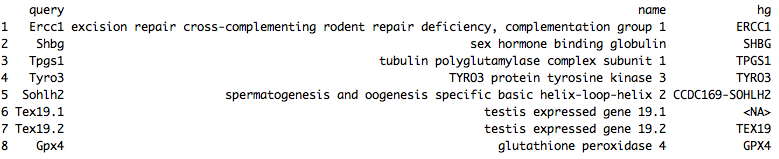 query name hg
1 Ercc1 excision repair cross-complementing rodent repair deficiency, complementation group 1 ERCC1
2 Shbg sex hormone binding globulin SHBG
3 Tpgs1 tubulin polyglutamylase complex subunit 1 TPGS1
4 Tyro3 TYRO3 protein tyrosine kinase 3 TYRO3
5 Sohlh2 spermatogenesis and oogenesis specific basic helix-loop-helix 2 CCDC169-SOHLH2
6 Tex19.1 testis expressed gene 19.1 <NA>
7 Tex19.2 testis expressed gene 19.2 TEX19
8 Gpx4 glutathione peroxidase 4 GPX4